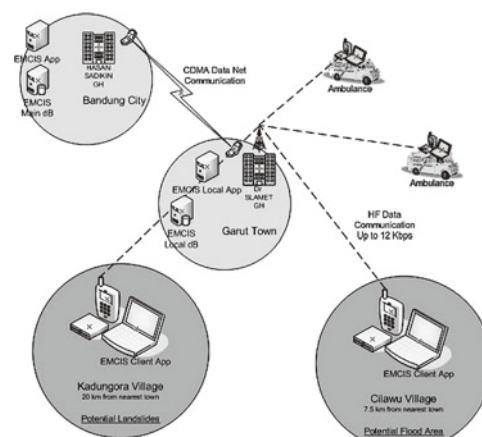 EMCIS App
EMCIS
Main dB
HASAN
SADIKIN
GH
Bandung City
CDMA Data Net
Communication
Ambulance
Ambulance
EMCIS Local App
EMCIS
Local dB
Dr
SLAMET
GH
Garut Town
HF Data
Communication
Up to 12 Kbps
EMCIS Client App
Kadungora Village
20 km from nearest town
Potential Landslides
EMCIS Client App
Cilawu Village
7.5 km from nearest town
Potential Flood Area